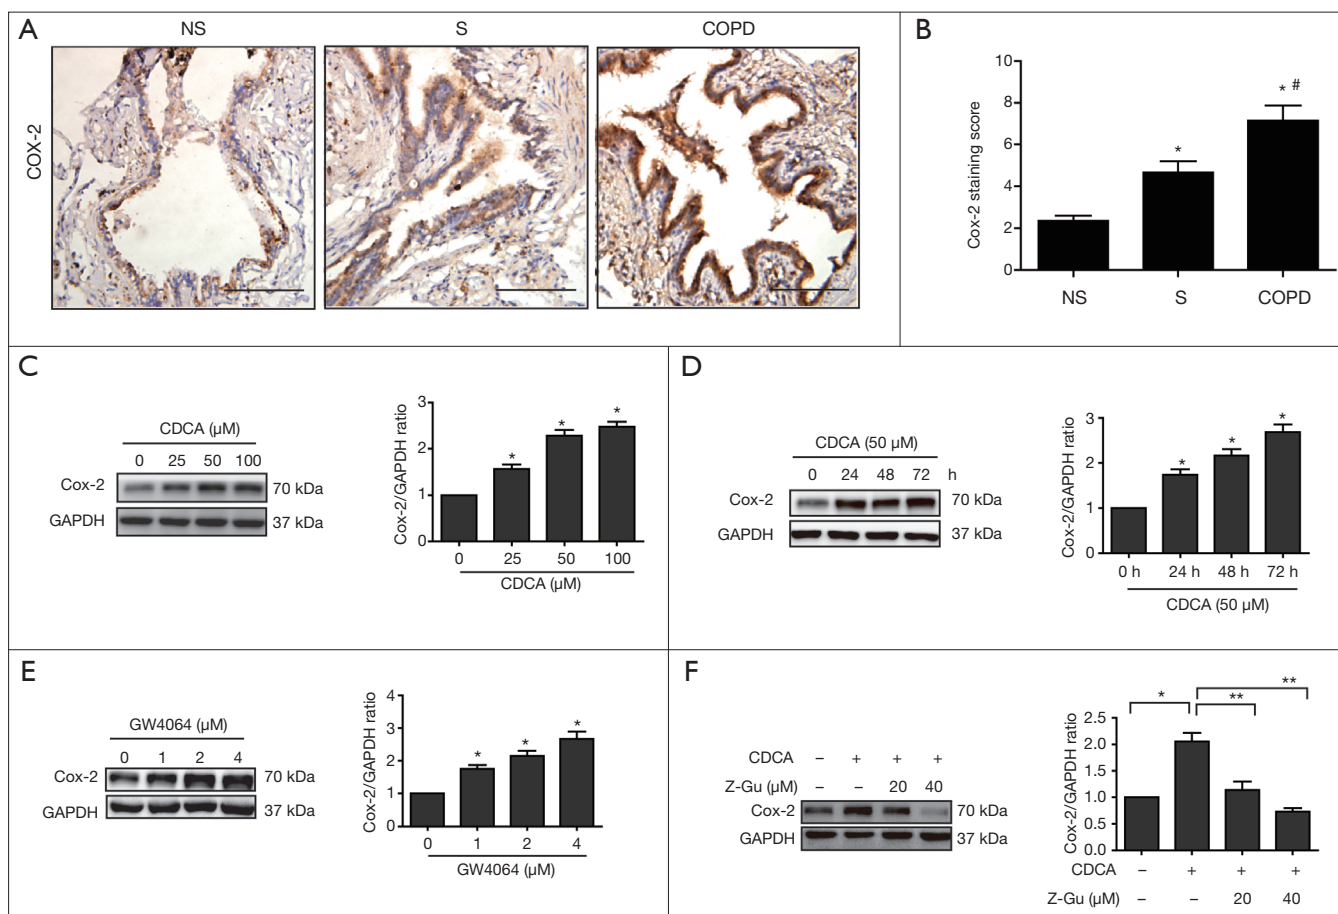 A
NS S COPD
COX-2
B
Cox-2 staining score
10
8
6
4
2
0
*
* #
NS S COPD
C
CDCA (µM)
0 25 50 100
Cox-2 70 kDa
GAPDH 37 kDa
Cox-2/GAPDH ratio
3
2
1
0
* * *
0 25 50 100
CDCA (µM)
D
CDCA (50 µM)
0 24 48 72 h
Cox-2 70 kDa
GAPDH 37 kDa
Cox-2/GAPDH ratio
3
2
1
0
* * *
0 h 24 h 48 h 72 h
CDCA (50 µM)
E
GW4064 (µM)
0 1 2 4
Cox-2 70 kDa
GAPDH 37 kDa
Cox-2/GAPDH ratio
4
3
2
1
0
* * *
0 1 2 4
GW4064 (µM)
F
CDCA – + + +
Z-Gu (µM) – – 20 40
Cox-2 70 kDa
GAPDH 37 kDa
Cox-2/GAPDH ratio
2.5
2.0
1.5
1.0
0.5
0.0
* ** **
CDCA – + + +
Z-Gu (µM) – – 20 40